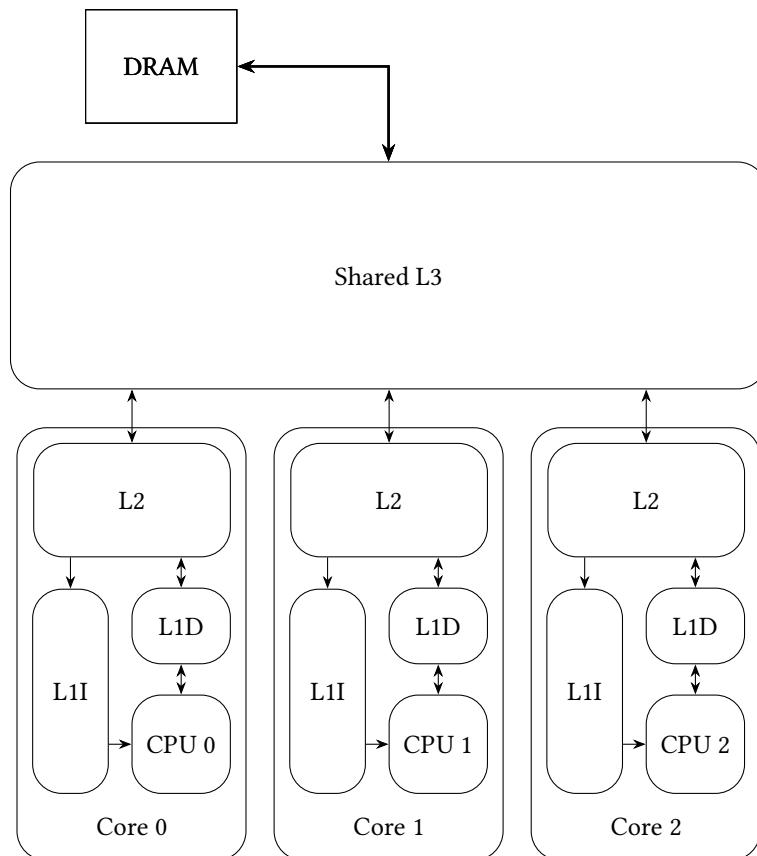 DRAM
Shared L3
L2
L2
L2
L1D
L1D
L1D
L1I
L1I
L1I
CPU 0
CPU 1
CPU 2
Core 0
Core 1
Core 2